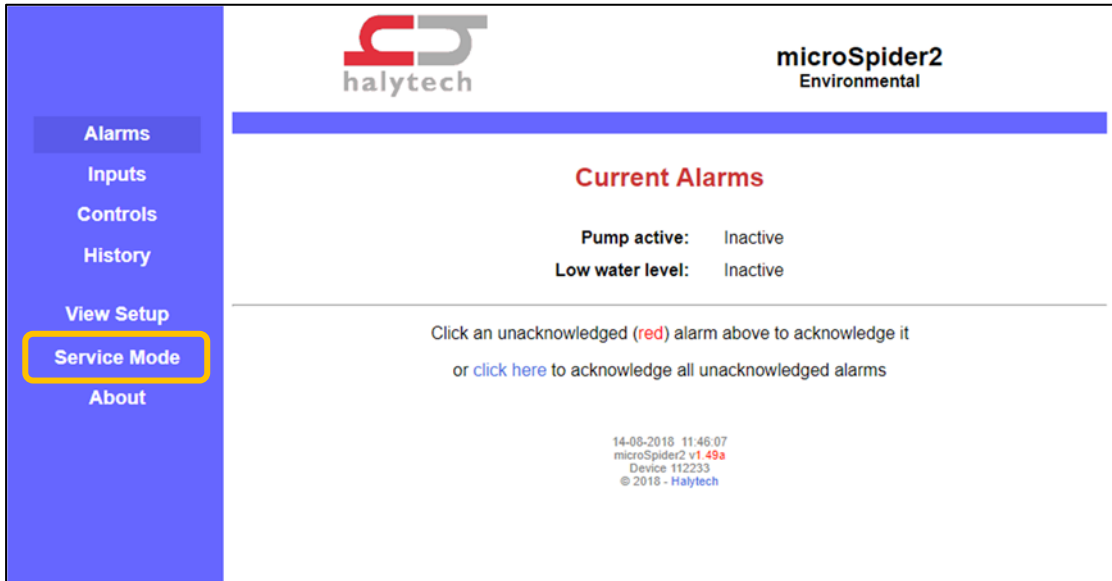 halytech
microSpider2
Environmental
Alarms
Inputs
Controls
History
View Setup
Service Mode
About
Current Alarms
Pump active: Inactive
Low water level: Inactive
Click an unacknowledged (red) alarm above to acknowledge it
or click here to acknowledge all unacknowledged alarms
14-08-2018 11:46:07
microSpider2 v1.49a
Device 112233
© 2018 - Halytech